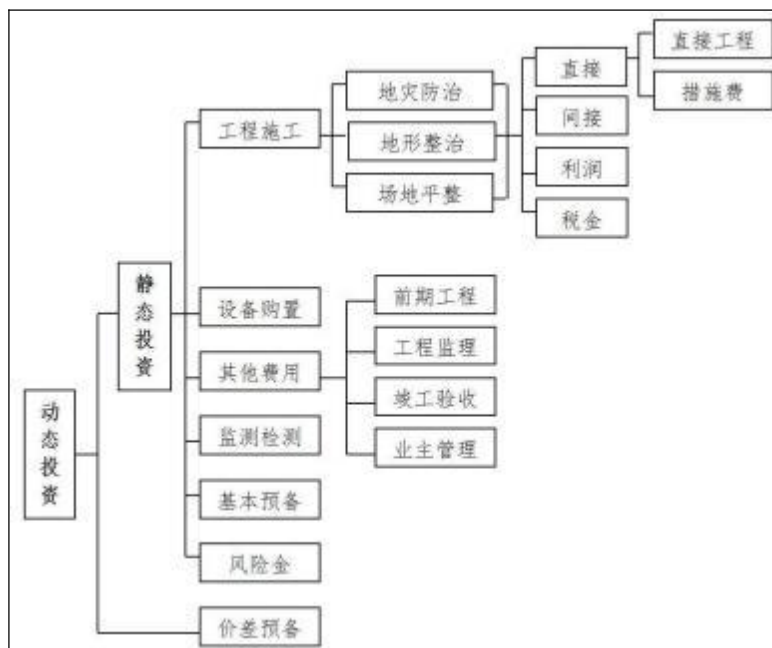 直接工程
直接
措施费
地灾防治
间接
工程施工
地形整治
利润
场地平整
税金
静态投资
设备购置
前期工程
工程监理
其他费用
竣工验收
动态投资
监测检测
业主管理
基本预备
风险金
价差预备